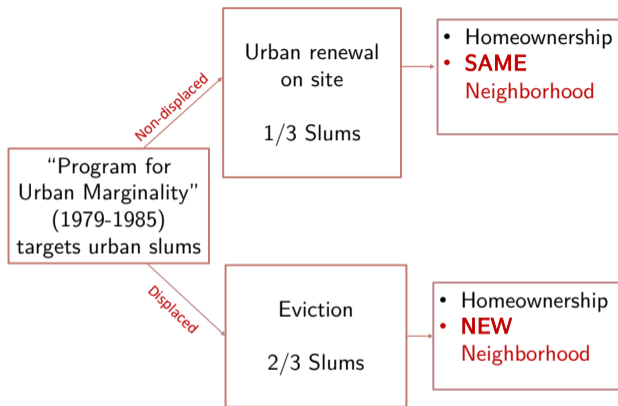 "Program for
Urban Marginality"
(1979-1985)
targets urban slums
Non-displaced
Urban renewal
on site
1/3 Slums
• Homeownership
• SAME
Neighborhood
Displaced
Eviction
2/3 Slums
• Homeownership
• NEW
Neighborhood